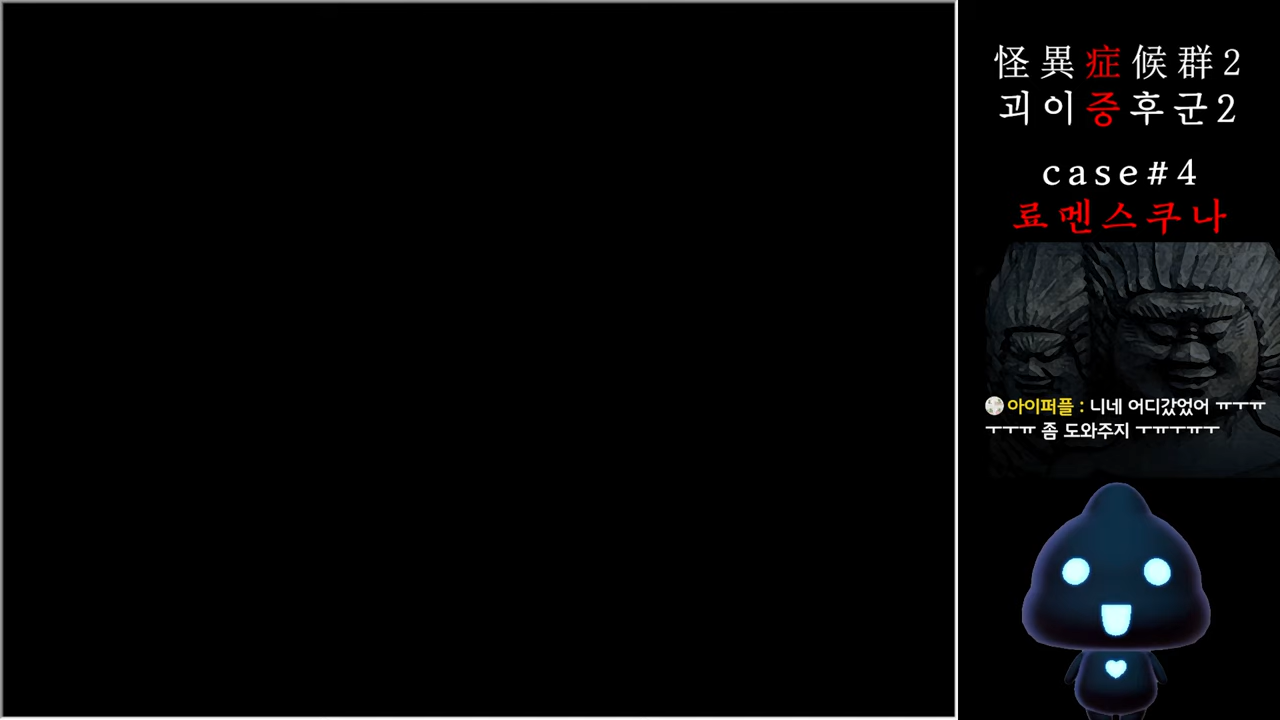 怪異症候群2
괴이증후군2
case#4
료멘스쿠나
아이퍼플 : 니네 어디갔었어 ㅠㅜㅠ
ㅜㅜㅠ 좀 도와주지 ㅜㅠㅜㅠㅜ